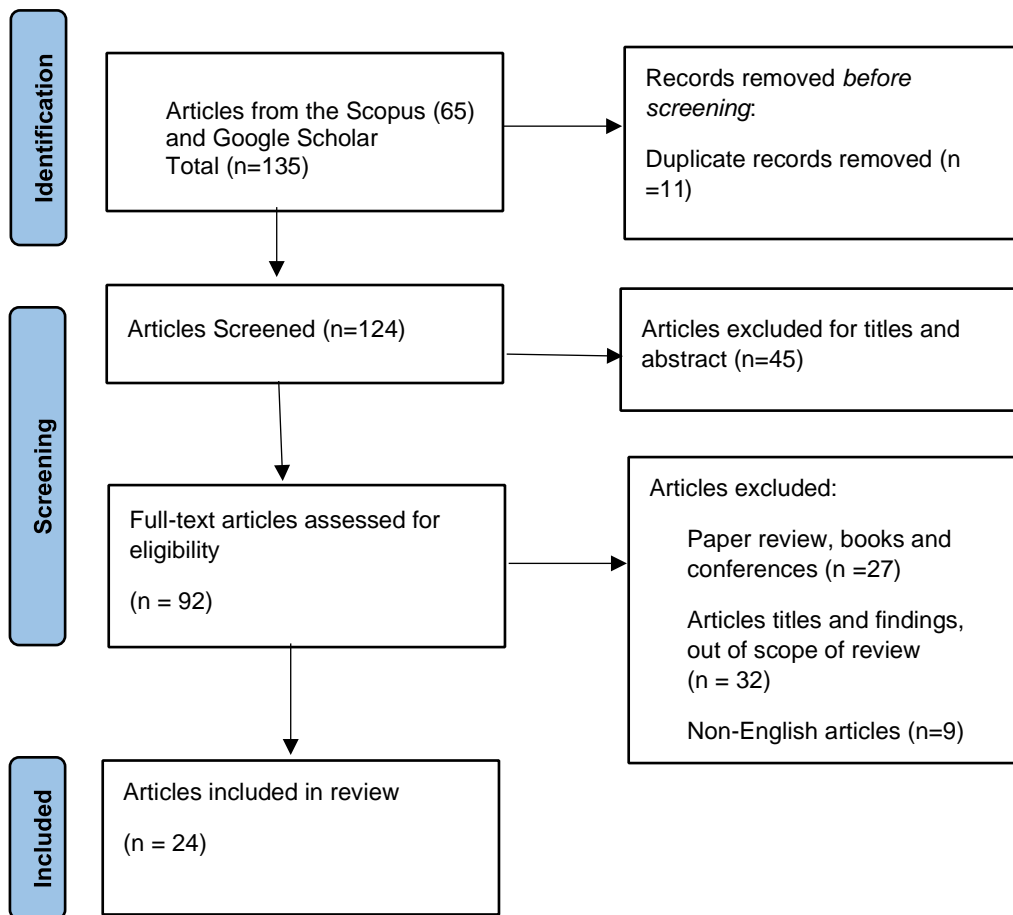 Identification
Articles from the Scopus (65)
and Google Scholar
Total (n=135)
Records removed before
screening:
Duplicate records removed (n
=11)
Screening
Articles Screened (n=124)
Articles excluded for titles and
abstract (n=45)
Full-text articles assessed for
eligibility
(n = 92)
Articles excluded:
Paper review, books and
conferences (n =27)
Articles titles and findings,
out of scope of review
(n = 32)
Non-English articles (n=9)
Included
Articles included in review
(n = 24)